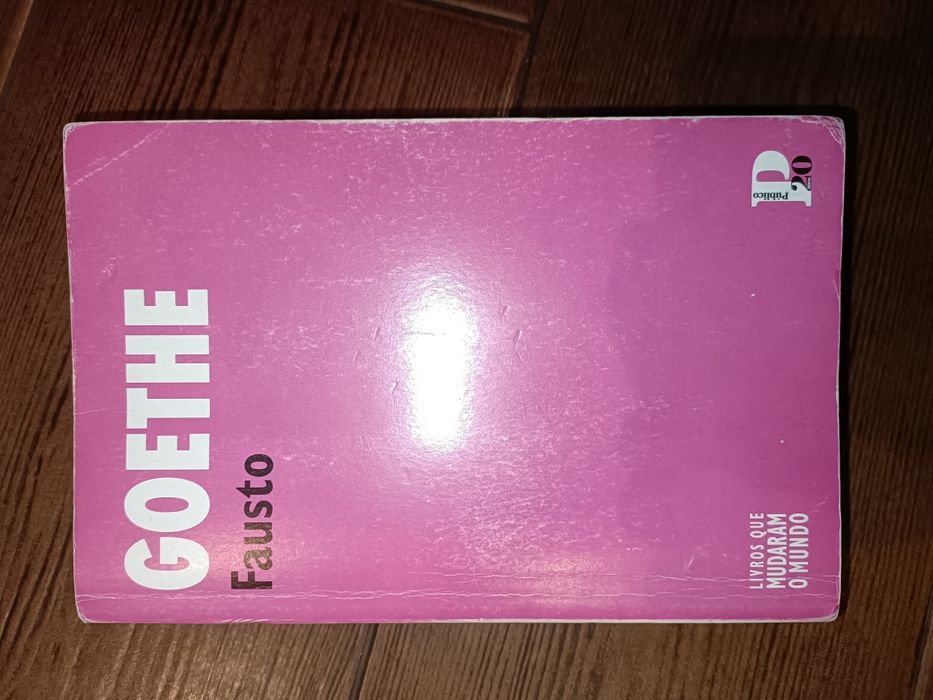 GOETHE
Fausto
LIVROS QUE
MUDARAM
O MUNDO
P
Público
20